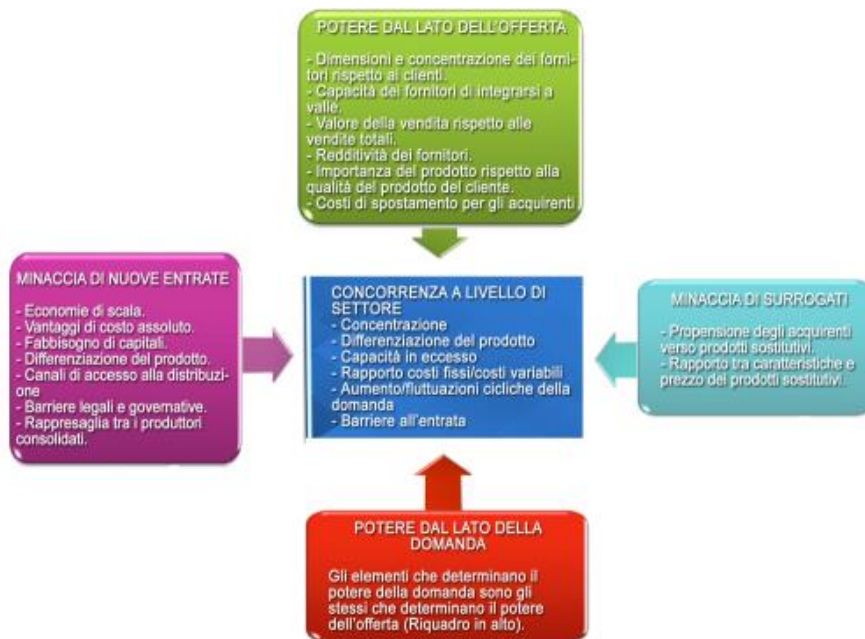 POTERE DAL LATO DELL'OFFERTA
- Dimensioni e concentrazione dei forni-
tori rispetto ai clienti.
- Capacità dei fornitori di integrarsi a
valle.
- Valore della vendita rispetto alle
vendite totali.
- Redditività dei fornitori.
- Importanza del prodotto rispetto alla
qualità del prodotto del cliente.
- Costi di spostamento per gli acquirenti
MINACCIA DI NUOVE ENTRATE
- Economie di scala.
- Vantaggi di costo assoluto.
- Fabbisogno di capitali.
- Differenziazione del prodotto.
- Canali di accesso alla distribuzi-
one
- Barriere legali e governative.
- Rappresaglia tra i produttori
consolidati.
CONCORRENZA A LIVELLO DI
SETTORE
- Concentrazione
- Differenziazione del prodotto
- Capacità in eccesso
- Rapporto costi fissi/costi variabili
- Aumento/fluttuazioni cicliche della
domanda
- Barriere all'entrata
MINACCIA DI SURROGATI
- Propensione degli acquirenti
verso prodotti sostitutivi.
- Rapporto tra caratteristiche e
prezzo dei prodotti sostitutivi.
POTERE DAL LATO DELLA
DOMANDA
Gli elementi che determinano il
potere della domanda sono gli
stessi che determinano il potere
dell'offerta (Riquadro in alto).